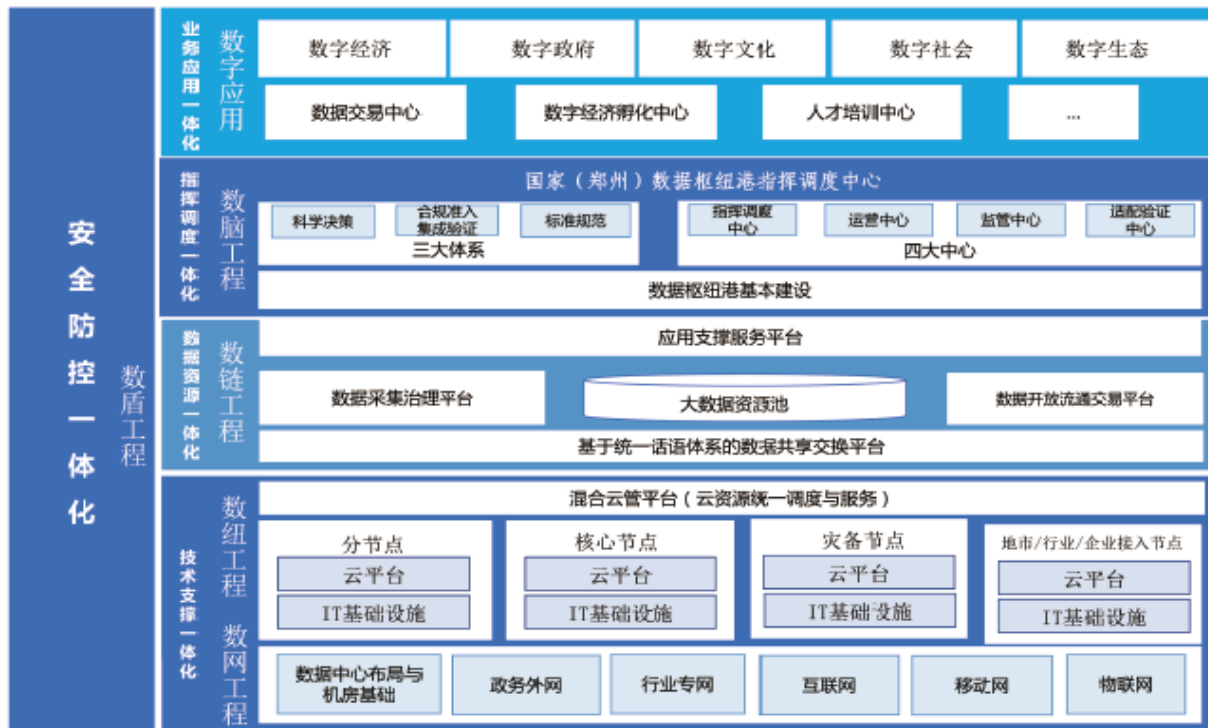 安全防控一体化
数盾工程
业务应用一体化
数字应用
数字经济
数字政府
数字文化
数字社会
数字生态
数据交易中心
数字经济孵化中心
人才培训中心
...
指挥调度一体化
数脑工程
国家（郑州）数据枢纽港指挥调度中心
科学决策
合规准入
集成验证
标准规范
三大体系
指挥调度
中心
运营中心
监管中心
适配验证
中心
四大中心
数据枢纽港基本建设
数据资源一体化
数链工程
应用支撑服务平台
数据采集治理平台
大数据资源池
数据开放流通交易平台
基于统一话语体系的数据共享交换平台
技术支撑一体化
数纽工程
混合云管平台（云资源统一调度与服务）
分节点
云平台
IT基础设施
核心节点
云平台
IT基础设施
灾备节点
云平台
IT基础设施
地市/行业/企业接入节点
云平台
IT基础设施
数网工程
数据中心布局与
机房基础
政务外网
行业专网
互联网
移动网
物联网